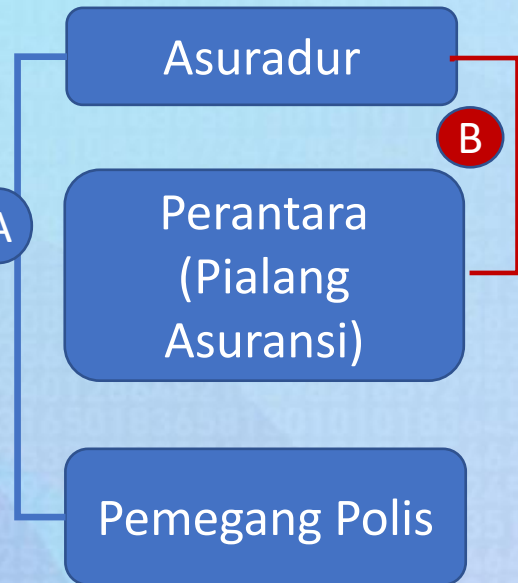 Asuradur
B
Perantara
(Pialang
Asuransi)
A
Pemegang Polis